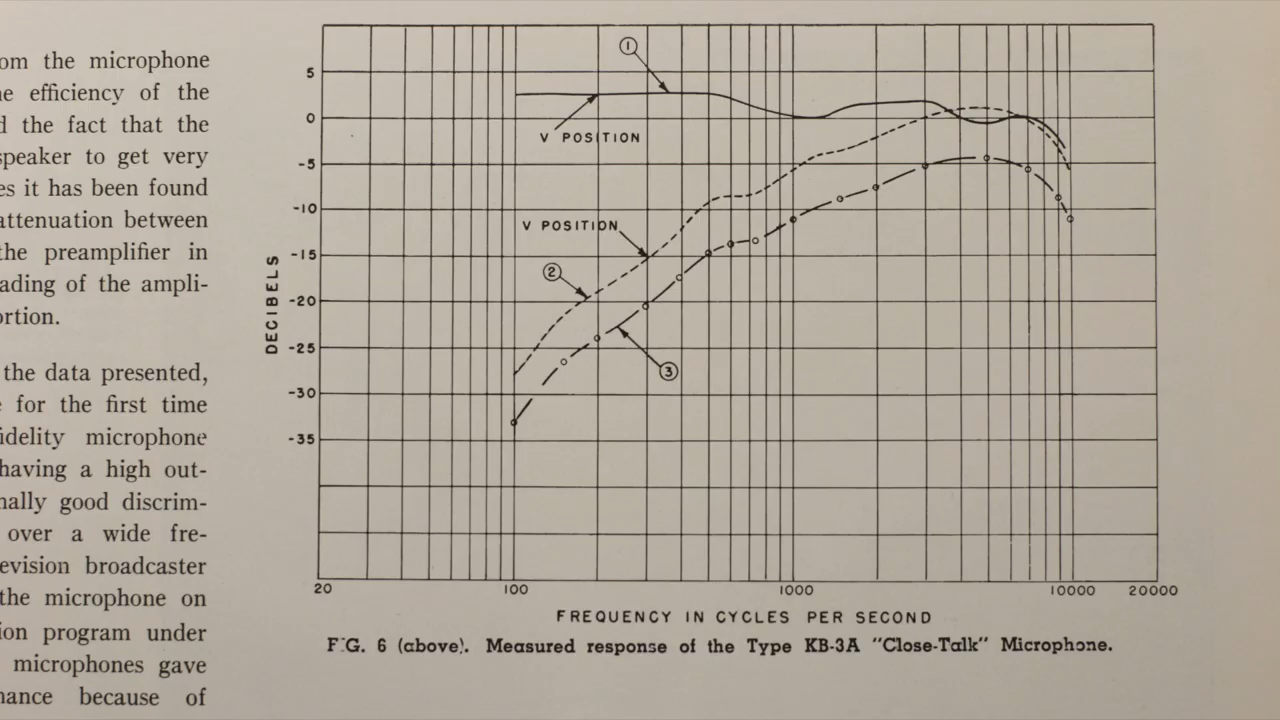 om the microphone
e efficiency of the
d the fact that the
speaker to get very
es it has been found
attenuation between
the preamplifier in
ading of the ampli-
ortion.
the data presented,
e for the first time
fidelity microphone
having a high out-
nally good discrim-
over a wide fre-
evision broadcaster
the microphone on
ion program under
microphones gave
nance because of
1
5
V POSITION
0
-5
-10
V POSITION
-15
2
-20
DECIBELS
-25
3
-30
-35
20 100 1000 10000 20000
FREQUENCY IN CYCLES PER SECOND
FIG. 6 (above). Measured response of the Type KB-3A "Close-Talk" Microphone.